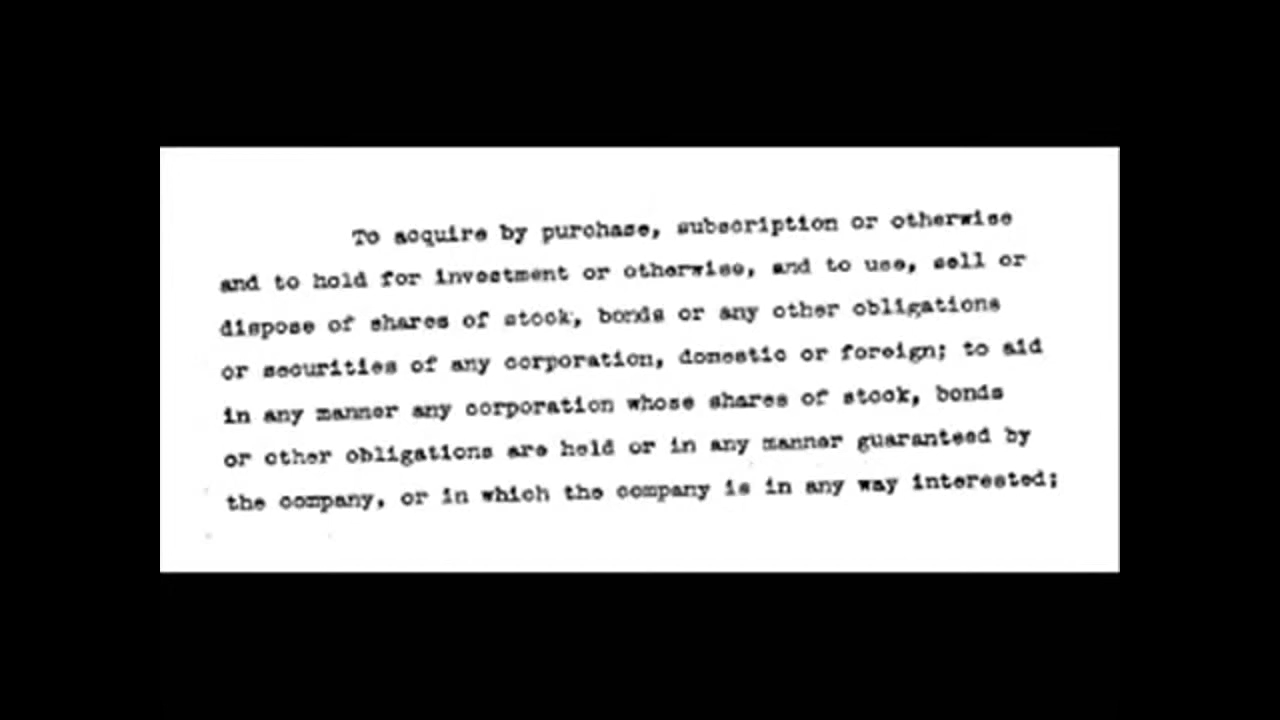 To acquire by purchase, subscription or otherwise
and to hold for investment or otherwise, and to use, sell or
dispose of shares of stock, bonds or any other obligations
or securities of any corporation, domestic or foreign; to aid
in any manner any corporation whose shares of stock, bonds
or other obligations are held or in any manner guaranteed by
the company, or in which the company is in any way interested;